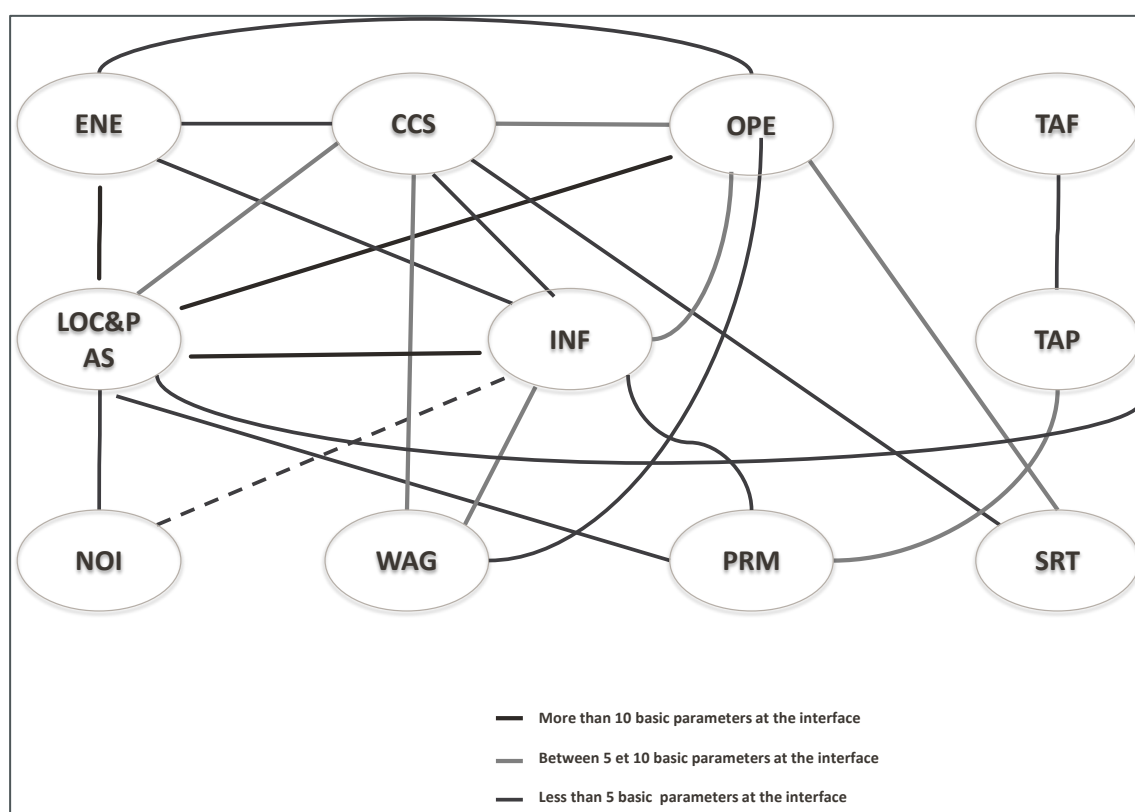 ENE
CCS
OPE
TAF
LOC&P
AS
INF
TAP
NOI
WAG
PRM
SRT
More than 10 basic parameters at the interface
Between 5 et 10 basic parameters at the interface
Less than 5 basic parameters at the interface